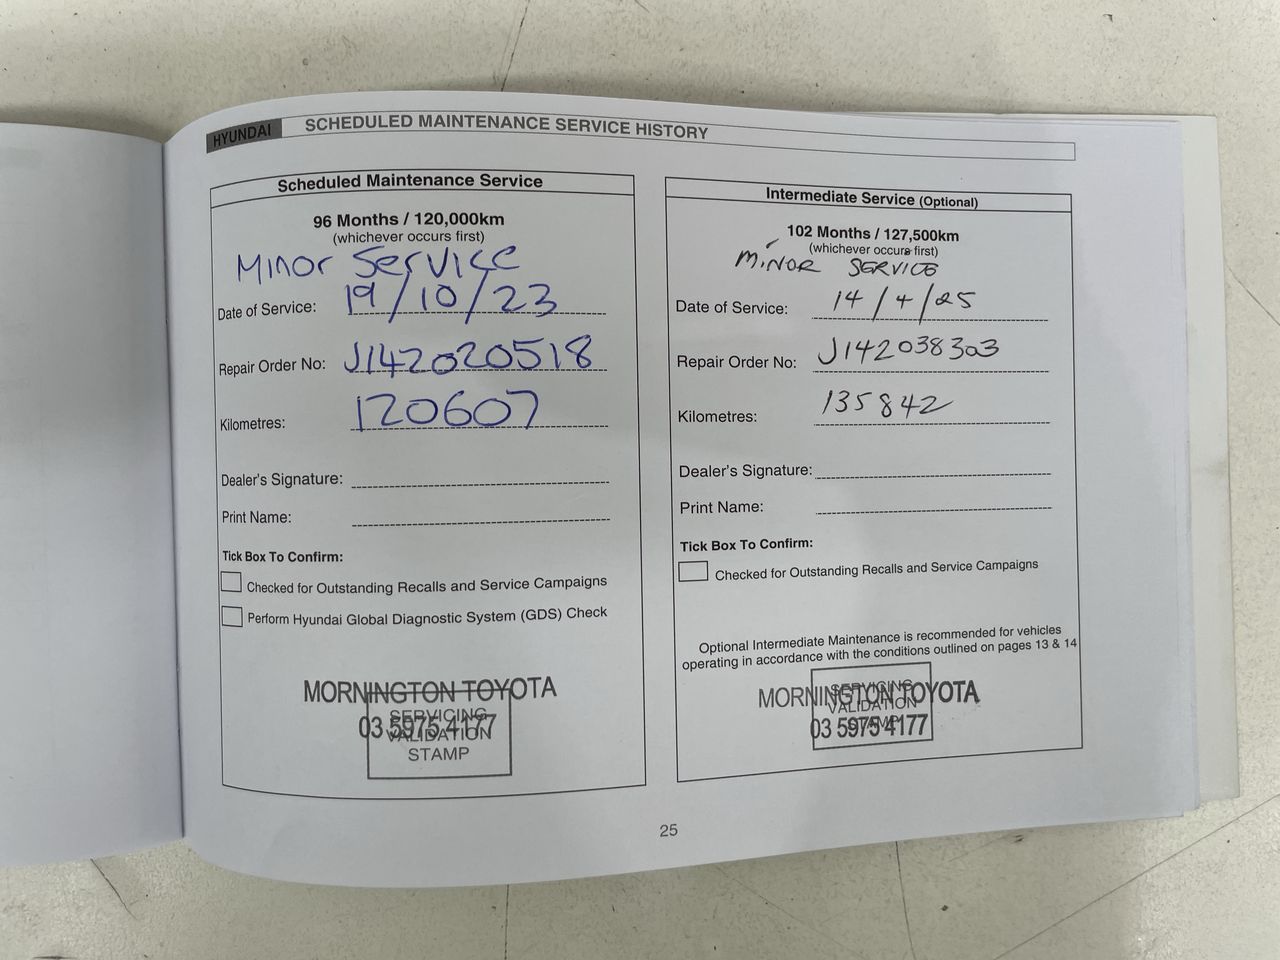 HYUNDAI SCHEDULED MAINTENANCE SERVICE HISTORY
Scheduled Maintenance Service
96 Months / 120,000km
(whichever occurs first)
Minor Service
Date of Service: 19/10/23
Repair Order No: J142020518
Kilometres: 120607
Dealer's Signature:
Print Name:
Tick Box To Confirm:
Checked for Outstanding Recalls and Service Campaigns
Perform Hyundai Global Diagnostic System (GDS) Check
MORNINGTON TOYOTA
SERVICING
03 5975 4177
VALIDATION
STAMP
Intermediate Service (Optional)
102 Months / 127,500km
(whichever occurs first)
MINOR SERVICE
Date of Service: 14/4/25
Repair Order No: J142038303
Kilometres: 135842
Dealer's Signature:
Print Name:
Tick Box To Confirm:
Checked for Outstanding Recalls and Service Campaigns
Optional Intermediate Maintenance is recommended for vehicles
operating in accordance with the conditions outlined on pages 13 & 14
SERVICING
MORNINGTON TOYOTA
VALIDATION
STAMP
03 5975 4177
25